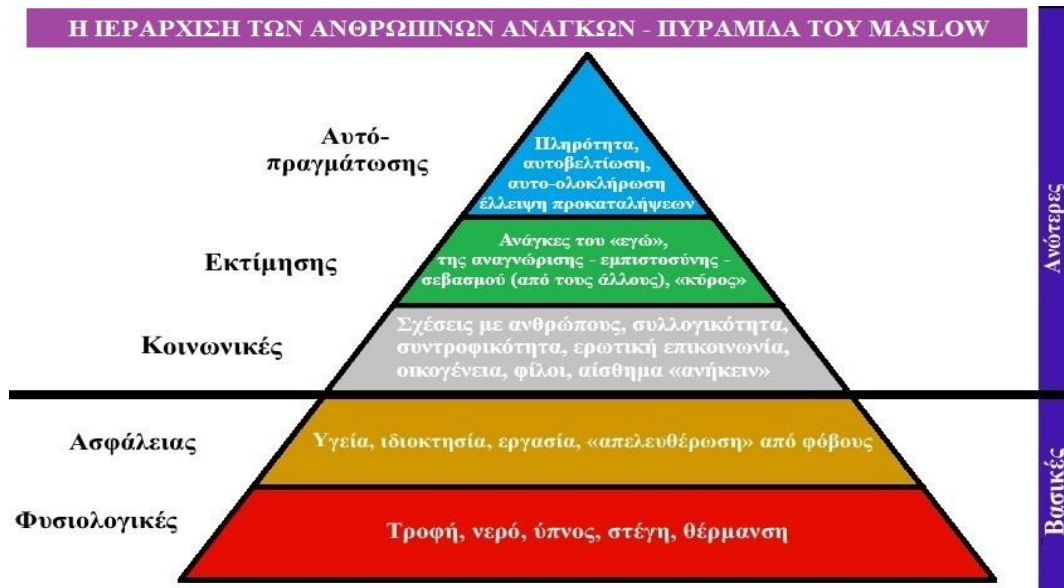 Η ΙΕΡΑΡΧΙΣΗ ΤΩΝ ΑΝΘΡΩΠΙΝΩΝ ΑΝΑΓΚΩΝ - ΠΥΡΑΜΙΔΑ ΤΟΥ MASLOW
Αυτό-
πραγμάτωσης
Πληρότητα,
αυτοβελτίωση,
αυτο-ολοκλήρωση
έλλειψη προκαταλήψεων
Εκτίμησης
Ανάγκες του «εγώ»,
της αναγνώρισης - εμπιστοσύνης -
σεβασμού (από τους άλλους), «κύρος»
Κοινωνικές
Σχέσεις με ανθρώπους, συλλογικότητα,
συντροφικότητα, ερωτική επικοινωνία,
οικογένεια, φίλοι, αίσθημα «ανήκειν»
Ανώτερες
Ασφάλειας
Υγεία, ιδιοκτησία, εργασία, «απελευθέρωση» από φόβους
Φυσιολογικές
Τροφή, νερό, ύπνος, στέγη, θέρμανση
Βασικές